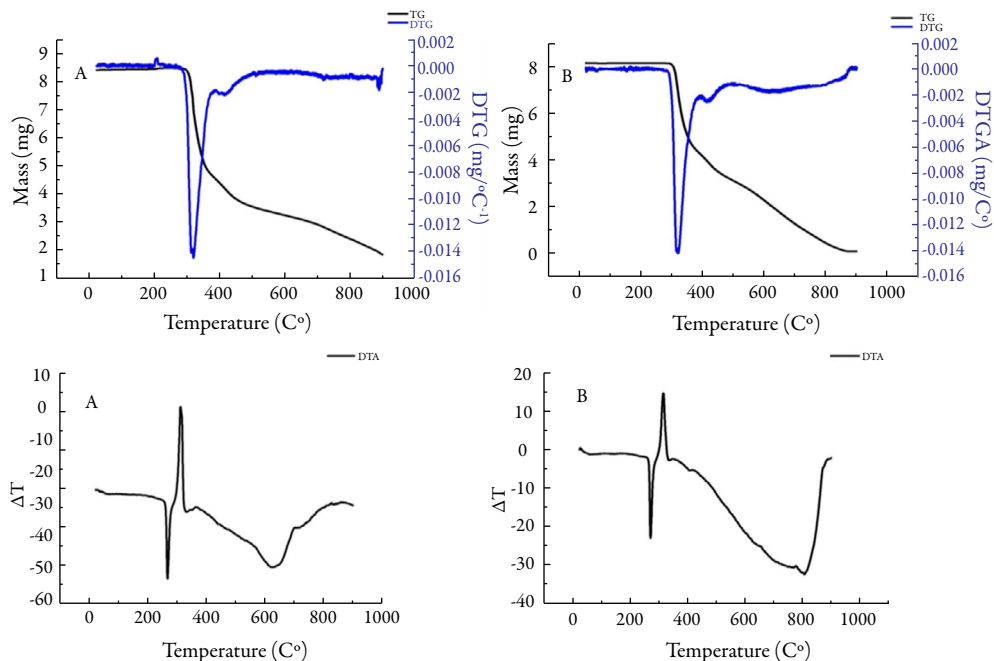 TG
DTG
A
9
8
7
6
5
4
3
2
1
Mass (mg)
0.002
0.000
-0.002
-0.004
-0.006
-0.008
-0.010
-0.012
-0.014
-0.016
DTG (mg/ºC-1)
0 200 400 600 800 1000
Temperature (Cº)
TG
DTG
B
8
6
4
2
0
Mass (mg)
0.002
0.000
-0.002
-0.004
-0.006
-0.008
-0.010
-0.012
-0.014
-0.016
DTGA (mg/Cº)
0 200 400 600 800 1000
Temperature (Cº)
DTA
A
10
0
-10
-20
-30
-40
-50
-60
ΔT
0 200 400 600 800 1000
Temperature (Cº)
DTA
B
20
10
0
-10
-20
-30
-40
ΔT
0 200 400 600 800 1000
Temperature (Cº)